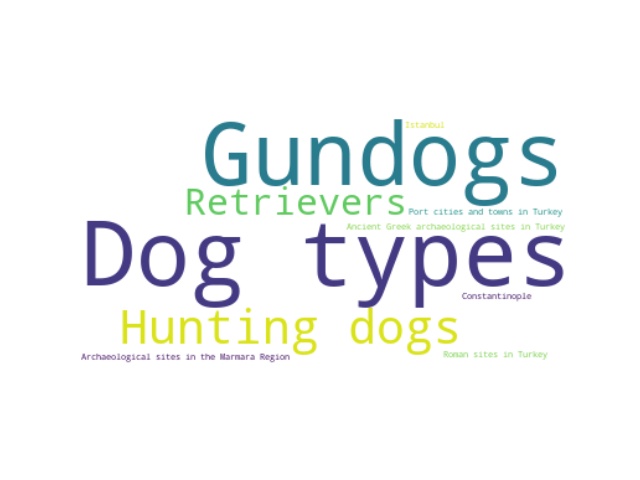 Istanbul
Gundogs
Retrievers
Port cities and towns in Turkey
Ancient Greek archaeological sites in Turkey
Dog types
Constantinople
Hunting dogs
Archaeological sites in the Marmara Region
Roman sites in Turkey